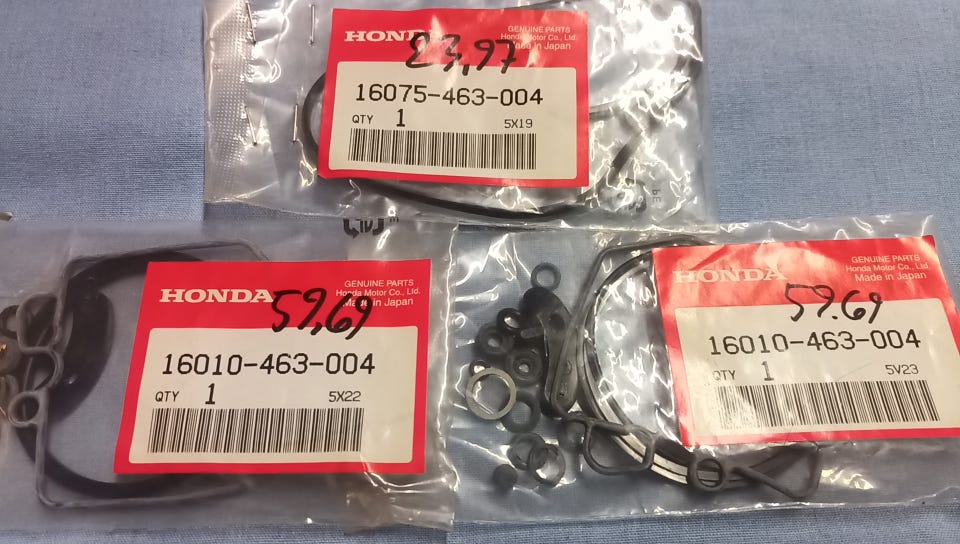 HONDA
GENUINE PARTS
Honda Motor Co., Ltd.
Made in Japan
23,97
16075-463-004
QTY 1
5X19
HONDA
GENUINE PARTS
Honda Motor Co., Ltd.
Made in Japan
59,69
16010-463-004
QTY 1
5X22
HONDA
GENUINE PARTS
Honda Motor Co., Ltd.
Made in Japan
59.69
16010-463-004
QTY 1
5V23